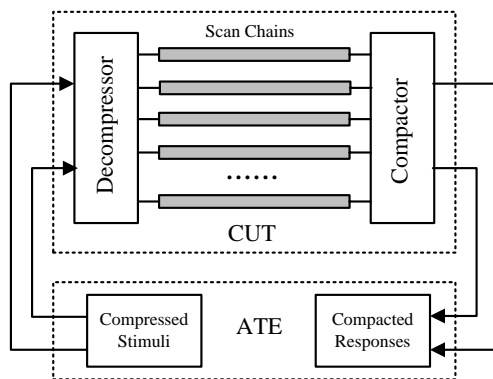 Scan Chains
Decompressor
Compactor
……
CUT
Compressed
Stimuli
ATE
Compacted
Responses